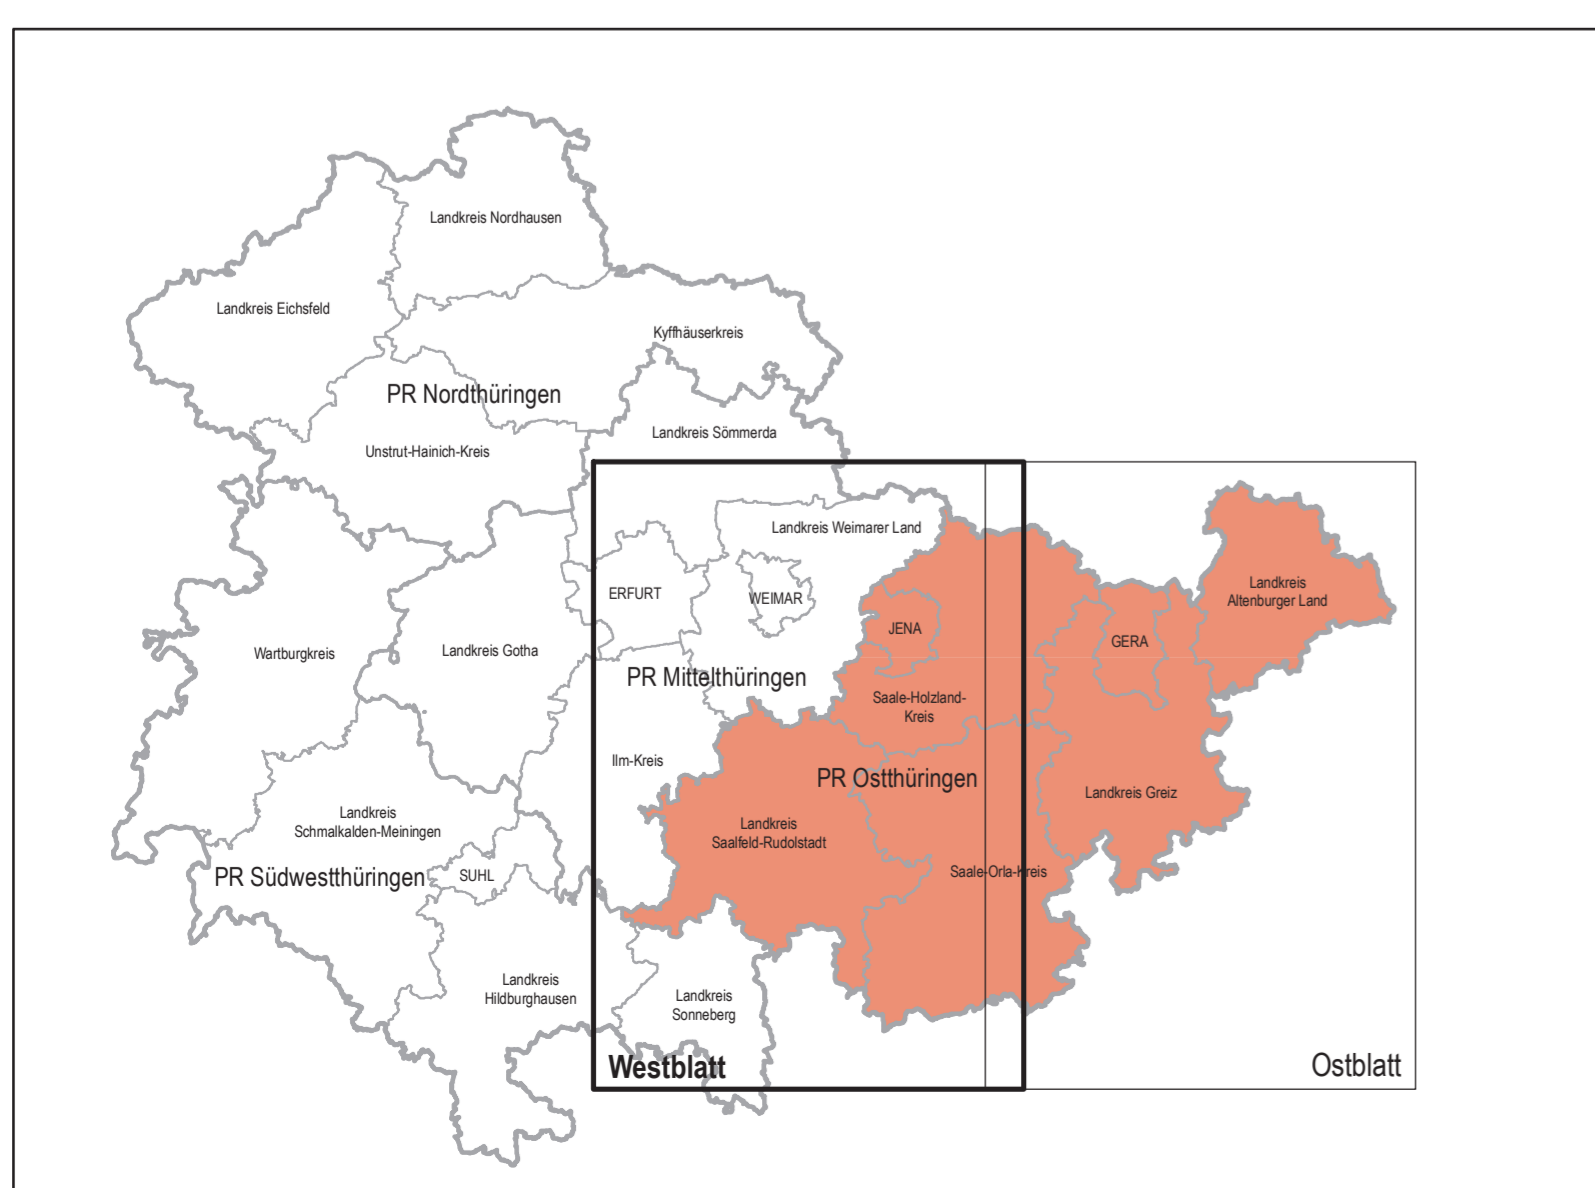 Landkreis Nordhausen
Landkreis Eichsfeld
Kyffhäuserkreis
PR Nordthüringen
Landkreis Sömmerda
Unstrut-Hainich-Kreis
Landkreis Weimarer Land
Landkreis
Altenburger Land
ERFURT
WEIMAR
JENA
GERA
Wartburgkreis
Landkreis Gotha
PR Mittelthüringen
Saale-Holzland-
Kreis
Ilm-Kreis
PR Ostthüringen
Landkreis Greiz
Landkreis
Schmalkalden-Meiningen
Landkreis
Saalfeld-Rudolstadt
PR Südwestthüringen
SUHL
Saale-Orla-Kreis
Landkreis
Hildburghausen
Landkreis
Sonneberg
Westblatt
Ostblatt